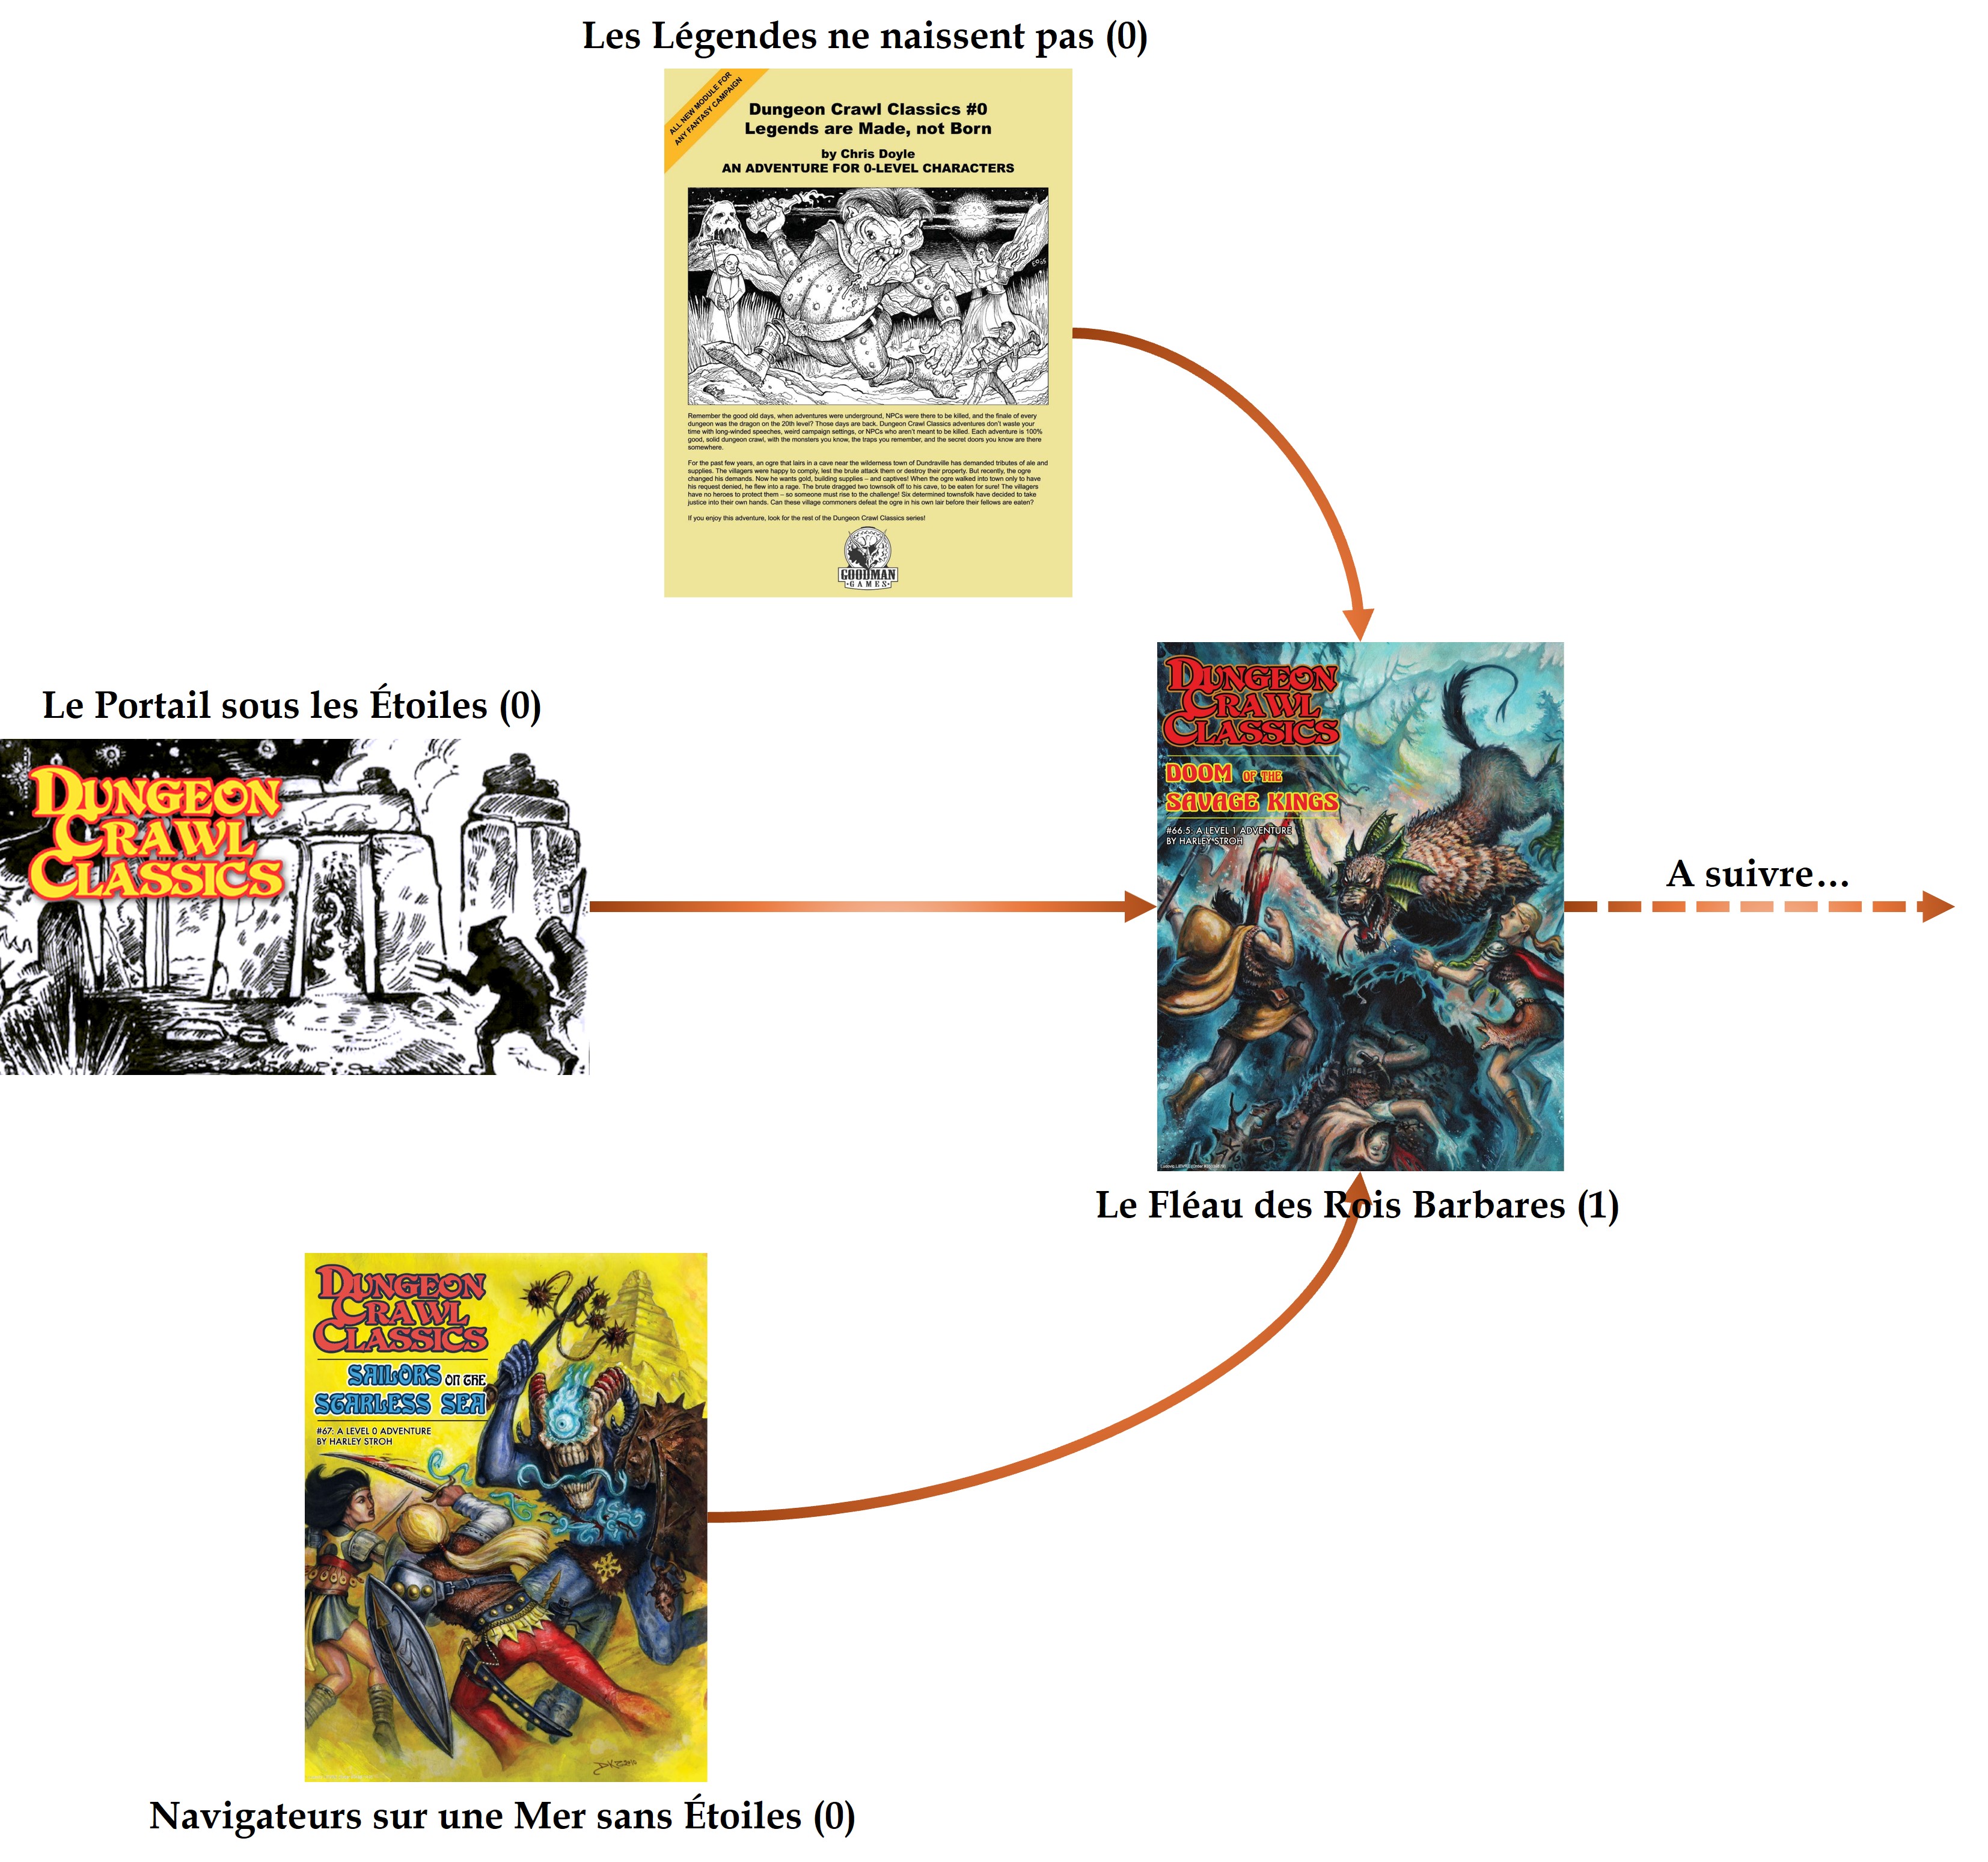 Les Légendes ne naissent pas (0)
ALL NEW MODULE FOR
ANY FANTASY CAMPAIGN
Dungeon Crawl Classics #0
Legends are Made, not Born
by Chris Doyle
AN ADVENTURE FOR 0-LEVEL CHARACTERS
Remember the good old days, when adventures were underground, NPCs were there to be killed, and the finale of every
dungeon was the dragon on the 20th level? Those days are back. Dungeon Crawl Classics adventures don't waste your
time with long-winded speeches, weird campaign settings, or NPCs who aren't meant to be killed. Each adventure is 100%
good, solid dungeon crawl, with the monsters you know, the traps you remember, and the secret doors you know are there
somewhere.
For the past few years, an ogre that lairs in a cave near the wilderness town of Dundraville has demanded tributes of ale and
supplies. The villagers were happy to comply, lest the brute attack them or destroy their property. But recently, the ogre
changed his demands. Now he wants gold, building supplies – and captives! When the ogre walked into town only to have
his request denied, he flew into a rage. The brute dragged two townsolk off to his cave, to be eaten for sure! The villagers
have no heroes to protect them – so someone must rise to the challenge! Six determined townsfolk have decided to take
justice into their own hands. Can these village commoners defeat the ogre in his own lair before their fellows are eaten?
If you enjoy this adventure, look for the rest of the Dungeon Crawl Classics series!
GOODMAN
GAMES
Le Portail sous les Étoiles (0)
DUNGEON
CRAWL
CLASSICS
DUNGEON
CRAWL
CLASSICS
DOOM OF THE
SAVAGE KINGS
#66.5: A LEVEL 1 ADVENTURE
BY HARLEY STROH
A suivre...
Le Fléau des Rois Barbares (1)
DUNGEON
CRAWL
CLASSICS
SAILORS ON THE
STARLESS SEA
#67: A LEVEL 0 ADVENTURE
BY HARLEY STROH
Navigateurs sur une Mer sans Étoiles (0)